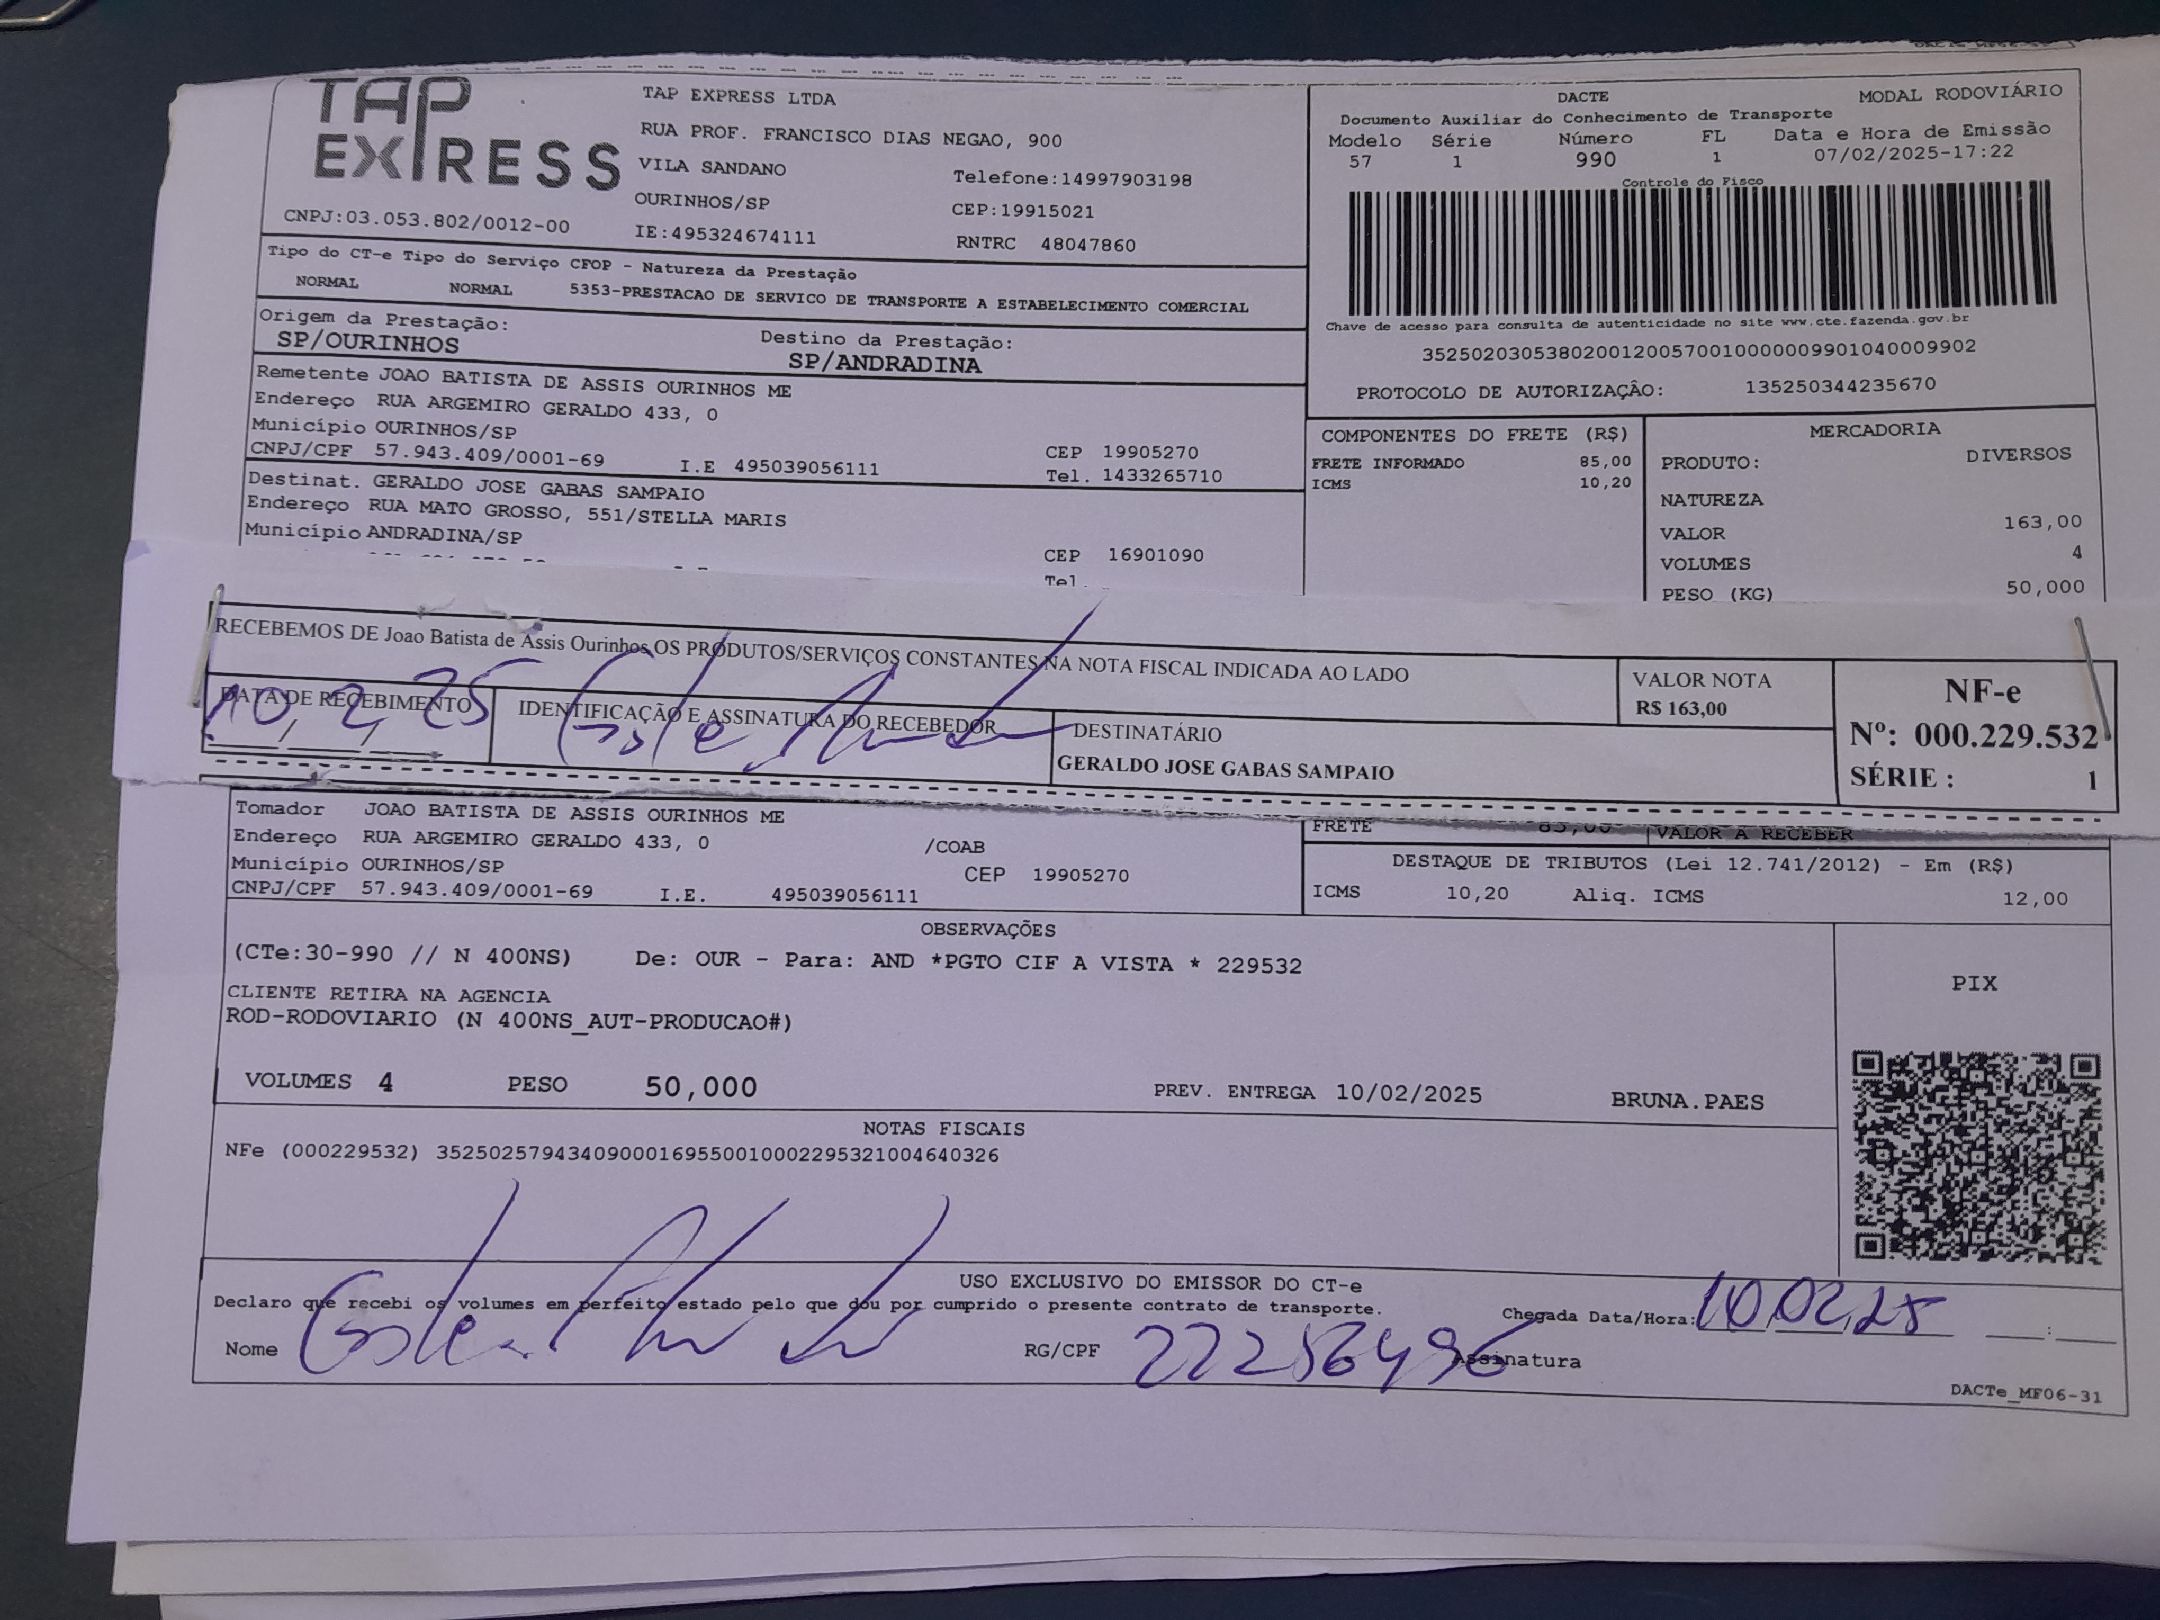 TAP
EXPRESS
CNPJ:03.053.802/0012-00
TAP EXPRESS LTDA
RUA PROF. FRANCISCO DIAS NEGAO, 900
VILA SANDANO
Telefone:14997903198
OURINHOS/SP
CEP:19915021
IE:495324674111
RNTRC 48047860
DACTE
MODAL RODOVIÁRIO
Documento Auxiliar do Conhecimento de Transporte
Modelo Série Número FL Data e Hora de Emissão
57 1 990 1 07/02/2025-17:22
Controle do Fisco
Chave de acesso para consulta de autenticidade no site www.cte.fazenda.gov.br
35250203053802001200570010000009901040009902
PROTOCOLO DE AUTORIZAÇÃO: 135250344235670
Tipo do CT-e Tipo do Serviço CFOP - Natureza da Prestação
NORMAL NORMAL 5353-PRESTACAO DE SERVICO DE TRANSPORTE A ESTABELECIMENTO COMERCIAL
Origem da Prestação: Destino da Prestação:
SP/OURINHOS SP/ANDRADINA
Remetente JOAO BATISTA DE ASSIS OURINHOS ME
Endereço RUA ARGEMIRO GERALDO 433, 0
Município OURINHOS/SP
CEP 19905270
CNPJ/CPF 57.943.409/0001-69 I.E 495039056111
Tel. 1433265710
Destinat. GERALDO JOSE GABAS SAMPAIO
Endereço RUA MATO GROSSO, 551/STELLA MARIS
Município ANDRADINA/SP
CEP 16901090
Tel.
COMPONENTES DO FRETE (R$)
FRETE INFORMADO 85,00
ICMS 10,20
MERCADORIA
PRODUTO: DIVERSOS
NATUREZA
VALOR 163,00
VOLUMES 4
PESO (KG) 50,000
RECEBEMOS DE Joao Batista de Assis Ourinhos OS PRODUTOS/SERVIÇOS CONSTANTES NA NOTA FISCAL INDICADA AO LADO
VALOR NOTA
R$ 163,00
NF-e
Nº: 000.229.532
SÉRIE : 1
DATA DE RECEBIMENTO
10, 2, 25
IDENTIFICAÇÃO E ASSINATURA DO RECEBEDOR
DESTINATÁRIO
GERALDO JOSE GABAS SAMPAIO
Tomador JOAO BATISTA DE ASSIS OURINHOS ME
Endereço RUA ARGEMIRO GERALDO 433, 0 /COAB
Município OURINHOS/SP CEP 19905270
CNPJ/CPF 57.943.409/0001-69 I.E. 495039056111
FRETE 85,00 VALOR A RECEBER
DESTAQUE DE TRIBUTOS (Lei 12.741/2012) - Em (R$)
ICMS 10,20 Aliq. ICMS 12,00
OBSERVAÇÕES
(CTe:30-990 // N 400NS) De: OUR - Para: AND *PGTO CIF A VISTA * 229532
CLIENTE RETIRA NA AGENCIA
ROD-RODOVIARIO (N 400NS_AUT-PRODUCAO#)
PIX
VOLUMES 4 PESO 50,000 PREV. ENTREGA 10/02/2025 BRUNA.PAES
NOTAS FISCAIS
NFe (000229532) 35250257943409000169550010002295321004640326
USO EXCLUSIVO DO EMISSOR DO CT-e
Declaro que recebi os volumes em perfeito estado pelo que dou por cumprido o presente contrato de transporte.
Chegada Data/Hora: 10,02,25
Nome RG/CPF 22256496 Assinatura
DACTe_MF06-31